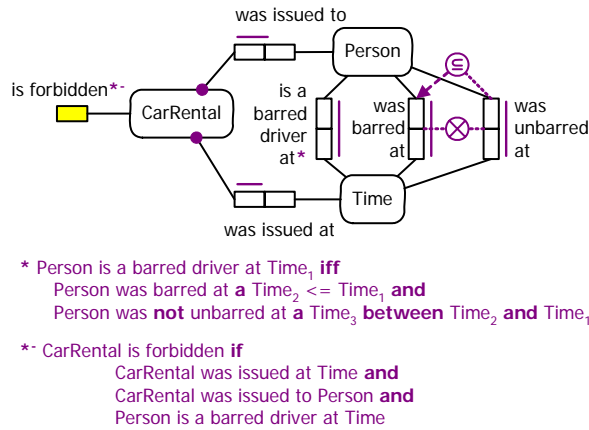 was issued to
Person
is forbidden*-
CarRental
is a
barred
driver
at*
was
barred
at
was
unbarred
at
Time
was issued at
* Person is a barred driver at Time1 iff
Person was barred at a Time2 <= Time1 and
Person was not unbarred at a Time3 between Time2 and Time1
*- CarRental is forbidden if
CarRental was issued at Time and
CarRental was issued to Person and
Person is a barred driver at Time